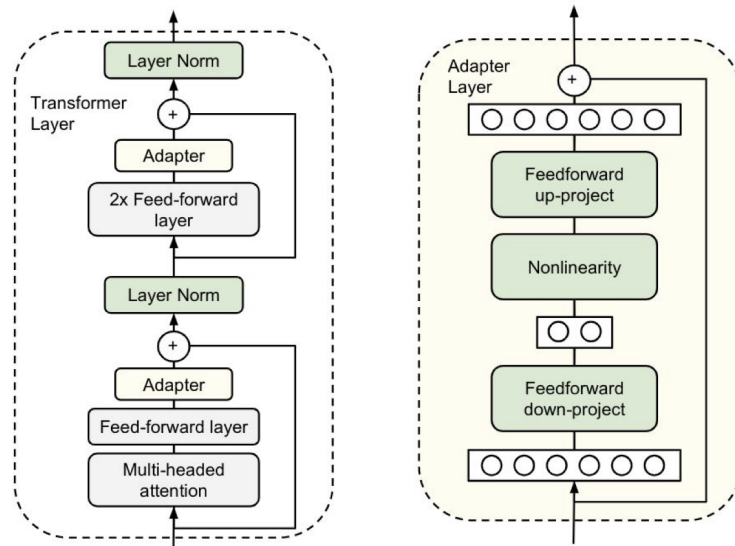 Layer Norm
Transformer
Layer
+
Adapter
2x Feed-forward
layer
Layer Norm
+
Adapter
Feed-forward layer
Multi-headed
attention
Adapter
Layer
+
Feedforward
up-project
Nonlinearity
Feedforward
down-project